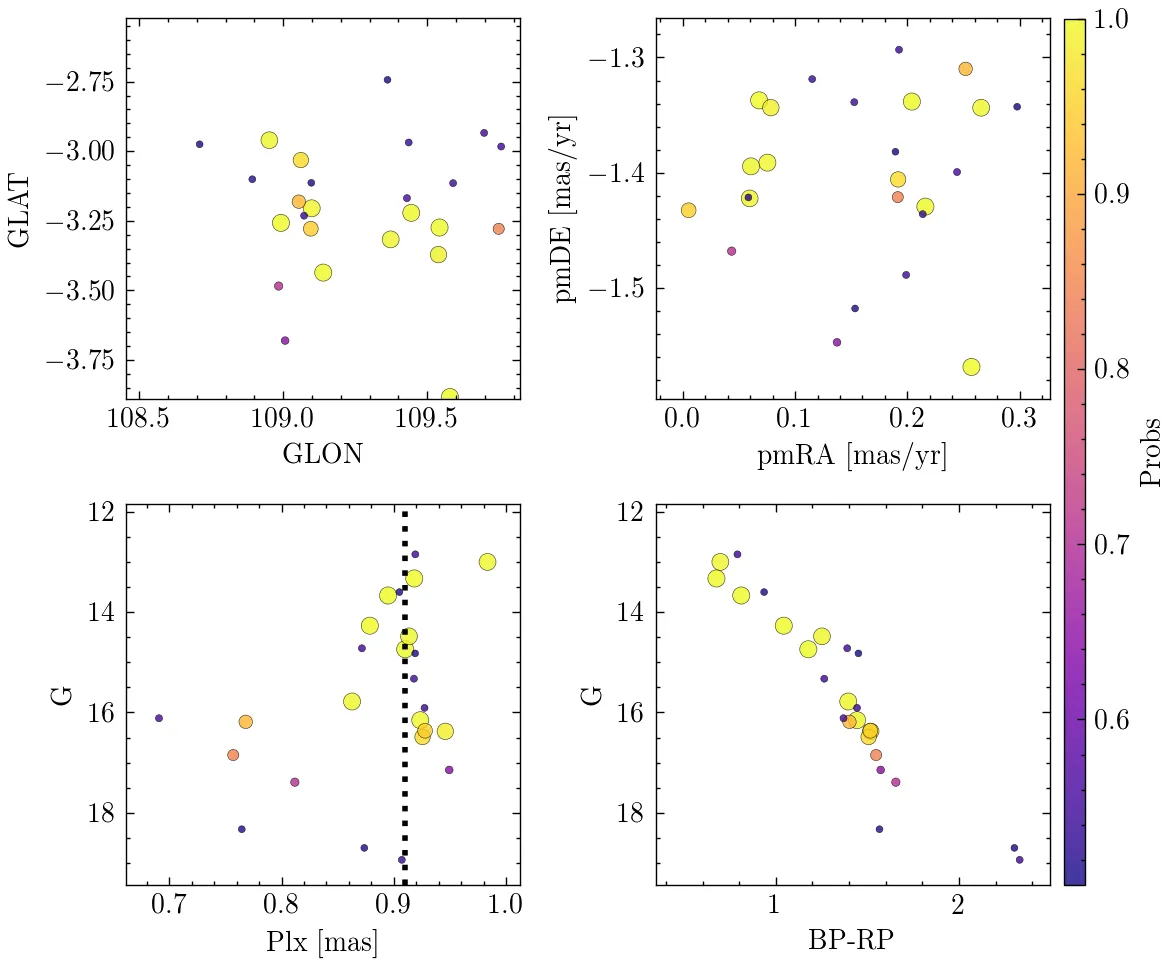 GLAT
−2.75
−3.00
−3.25
−3.50
−3.75
108.5 109.0 109.5
GLON
pmDE [mas/yr]
−1.3
−1.4
−1.5
0.0 0.1 0.2 0.3
pmRA [mas/yr]
1.0
0.9
0.8
0.7
0.6
Probs
G
12
14
16
18
0.7 0.8 0.9 1.0
Plx [mas]
G
12
14
16
18
1 2
BP-RP